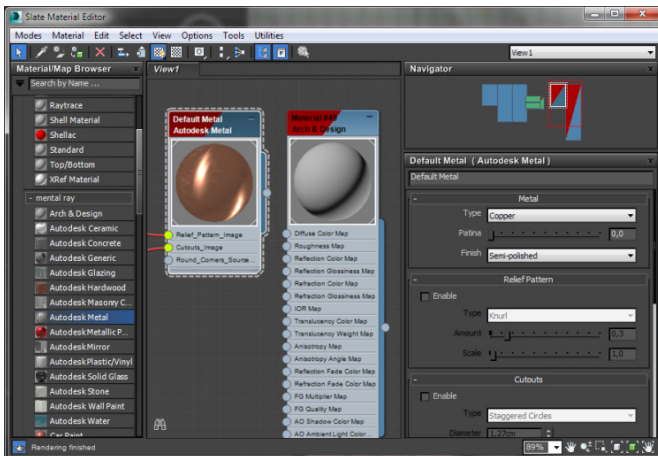 Slate Material Editor
Modes Material Edit Select View Options Tools Utilities
View1
Material/Map Browser
Search by Name ...
Raytrace
Shell Material
Shellac
Standard
Top/Bottom
XRef Material
- mental ray
Arch & Design
Autodesk Ceramic
Autodesk Concrete
Autodesk Generic
Autodesk Glazing
Autodesk Hardwood
Autodesk Masonry C...
Autodesk Metal
Autodesk Metallic P...
Autodesk Mirror
Autodesk Plastic/Vinyl
Autodesk Solid Glass
Autodesk Stone
Autodesk Wall Paint
Autodesk Water
Car Paint
View1
Default Metal
Autodesk Metal
Relief_Pattern_Image
Cutouts_Image
Round_Corners_Source...
Material #43
Arch & Design
Diffuse Color Map
Roughness Map
Reflection Color Map
Reflection Glossiness Map
Refraction Color Map
Refraction Glossiness Map
IOR Map
Translucency Color Map
Translucency Weight Map
Anisotropy Map
Anisotropy Angle Map
Reflection Fade Color Map
Refraction Fade Color Map
FG Multiplier Map
FG Quality Map
AO Shadow Color Map
AO Ambient Light Color...
Navigator
Default Metal ( Autodesk Metal )
Default Metal
- Metal
Type Copper
Patina 0,0
Finish Semi-polished
- Relief Pattern
Enable
Type Knurl
Amount 0,3
Scale 1,0
- Cutouts
Enable
Type Staggered Circles
Diameter 1,27cm
Rendering finished
89%